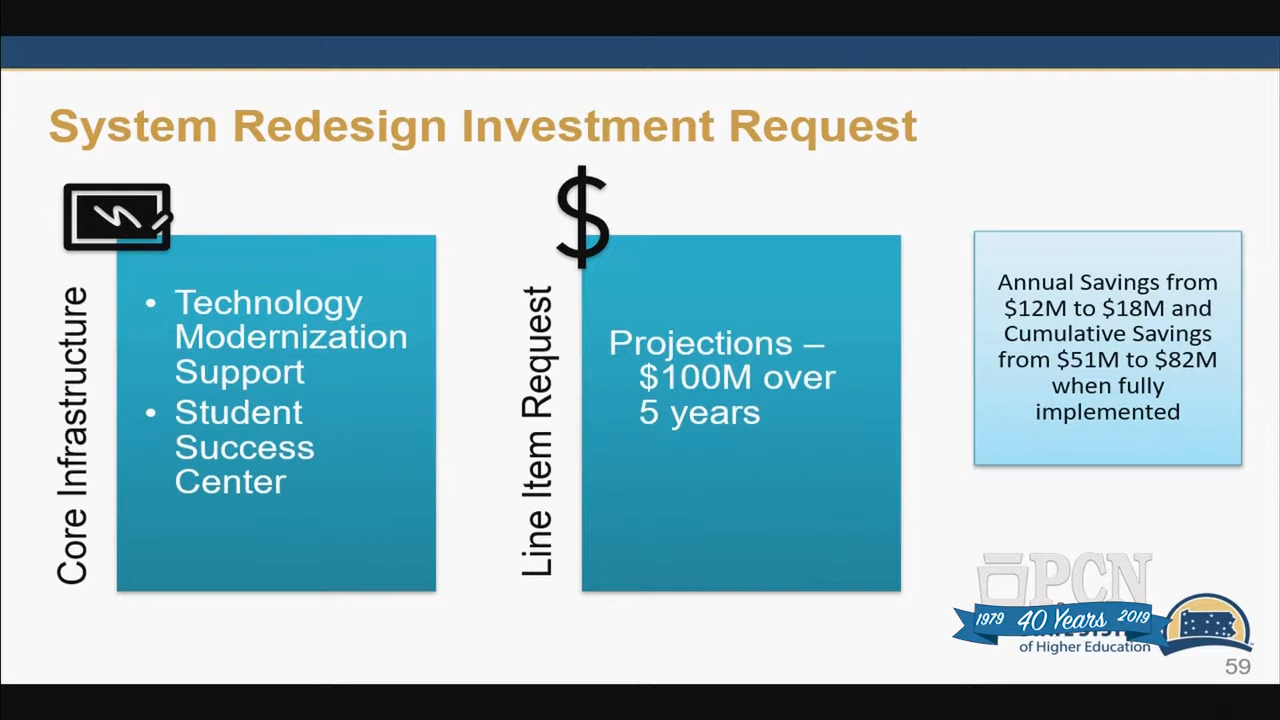 System Redesign Investment Request
Core Infrastructure
• Technology
Modernization
Support
• Student
Success
Center
$
Line Item Request
Projections –
$100M over
5 years
Annual Savings from
$12M to $18M and
Cumulative Savings
from $51M to $82M
when fully
implemented
PCN
1979 40 Years 2019
of Higher Education
59